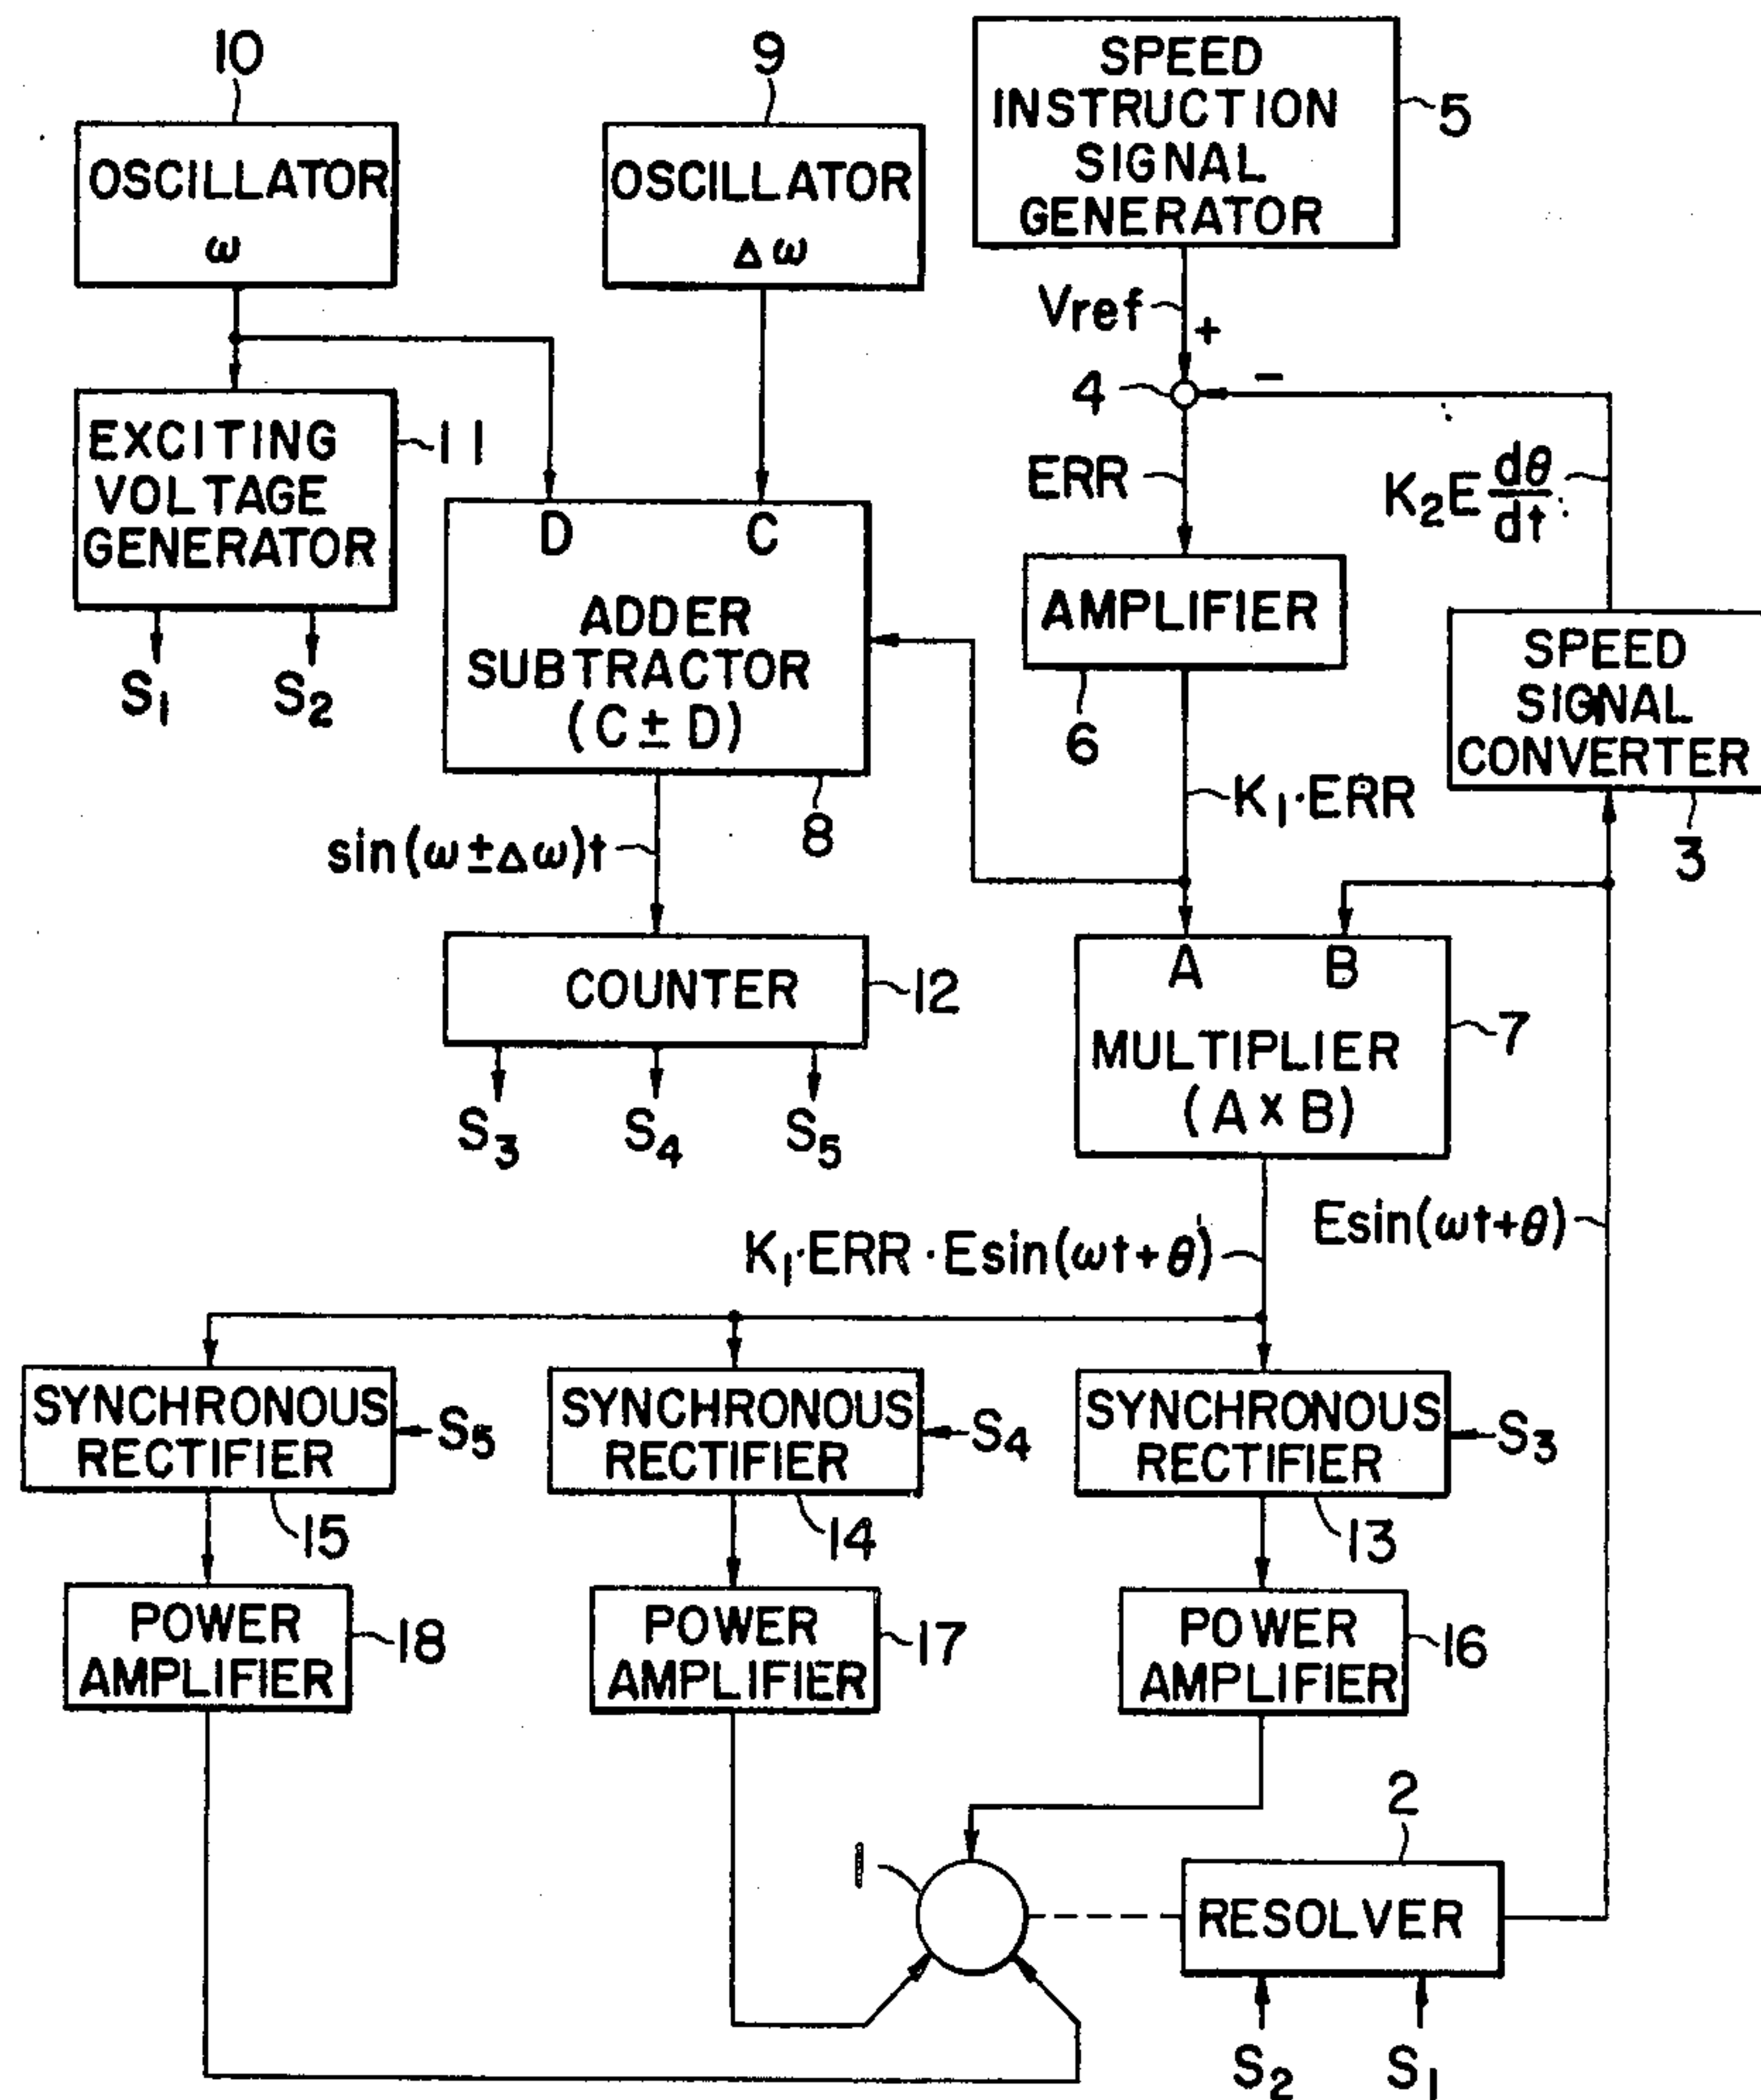 10
9
SPEED
INSTRUCTION
SIGNAL
GENERATOR
5
OSCILLATOR
ω
OSCILLATOR
Δω
Vref
+
4
−
EXCITING
VOLTAGE
GENERATOR
11
ERR
K₂E dθ/dt
D
C
ADDER
SUBTRACTOR
(C ± D)
AMPLIFIER
SPEED
SIGNAL
CONVERTER
S₁
S₂
6
8
K₁·ERR
3
sin(ω±Δω)t
COUNTER
12
A
B
MULTIPLIER
(A × B)
7
S₃
S₄
S₅
K₁·ERR·Esin(ωt+θ)
Esin(ωt+θ)
SYNCHRONOUS
RECTIFIER
S₅
SYNCHRONOUS
RECTIFIER
S₄
SYNCHRONOUS
RECTIFIER
S₃
15
14
13
POWER
AMPLIFIER
18
POWER
AMPLIFIER
17
POWER
AMPLIFIER
16
1
2
RESOLVER
S₂
S₁